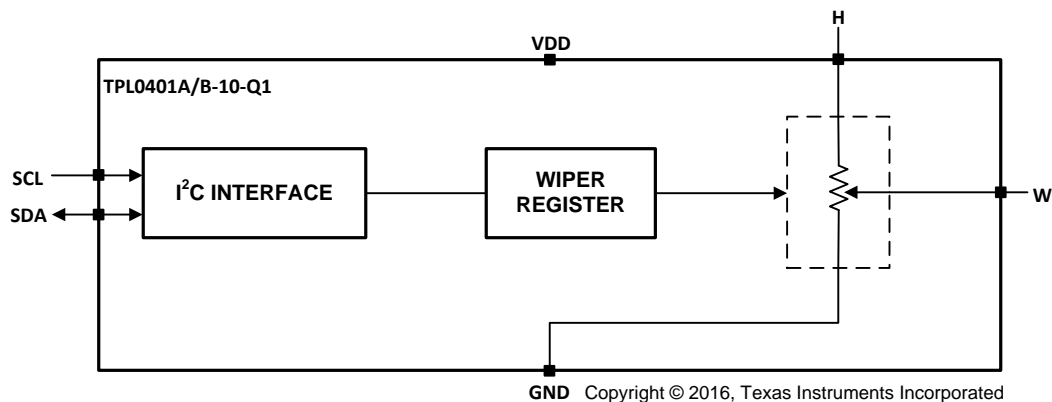 H
VDD
TPL0401A/B-10-Q1
SCL
I²C INTERFACE
WIPER
REGISTER
W
SDA
GND Copyright © 2016, Texas Instruments Incorporated